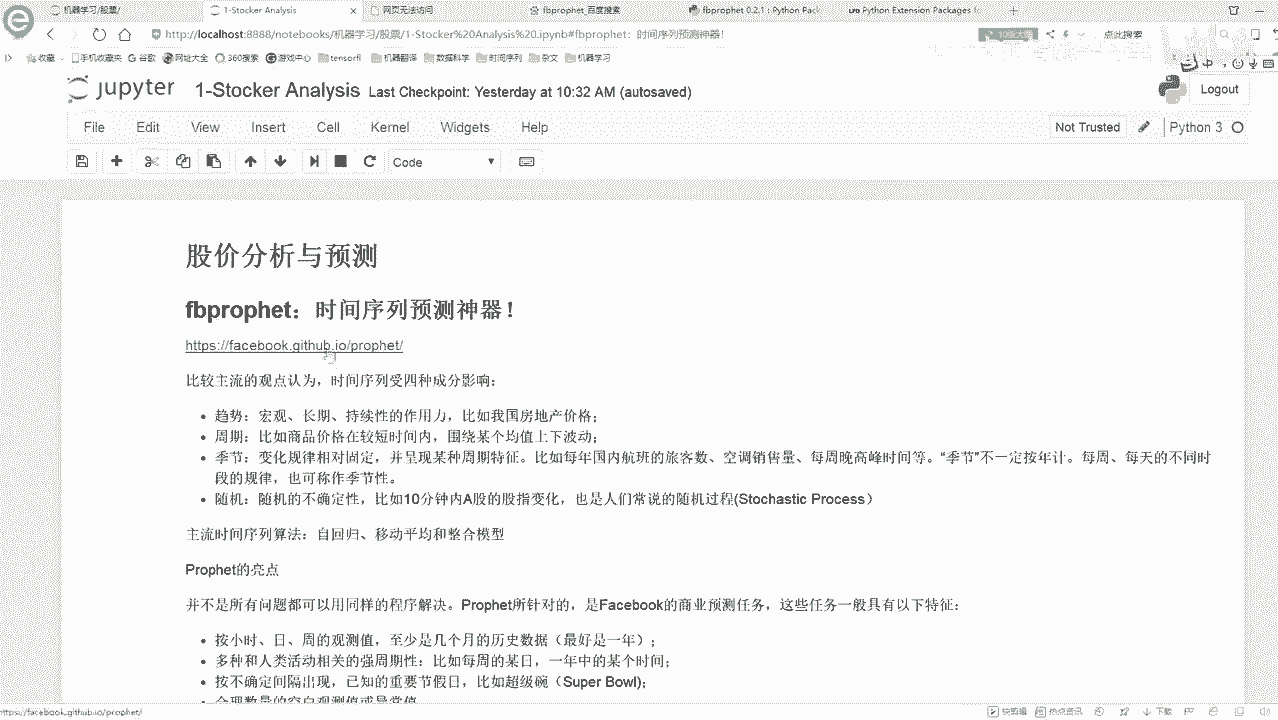 机器学习/股票/
1-Stocker Analysis
网页无法访问
fbprophet_百度搜索
fbprophet 0.2.1 : Python Pack
Python Extension Packages fo
http://localhost:8888/notebooks/机器学习/股票/1-Stocker%20Analysis%20.ipynb#fbprophet：时间序列预测神器！
点此搜索
收藏
手机收藏夹
谷歌
网址大全
360搜索
游戏中心
tensorfl
机器翻译
数据科学
时间序列
杂文
机器学习
jupyter 1-Stocker Analysis Last Checkpoint: Yesterday at 10:32 AM (autosaved)
Logout
File Edit View Insert Cell Kernel Widgets Help
Not Trusted
Python 3
Code
股价分析与预测
fbprophet：时间序列预测神器！
https://facebook.github.io/prophet/
比较主流的观点认为，时间序列受四种成分影响：
趋势：宏观、长期、持续性的作用力，比如我国房地产价格；
周期：比如商品价格在较短时间内，围绕某个均值上下波动；
季节：变化规律相对固定，并呈现某种周期特征。比如每年国内航班的旅客数、空调销售量、每周晚高峰时间等。“季节”不一定按年计。每周、每天的不同时
段的规律，也可称作季节性。
随机：随机的不确定性，比如10分钟内A股的股指变化，也是人们常说的随机过程(Stochastic Process）
主流时间序列算法：自回归、移动平均和整合模型
Prophet的亮点
并不是所有问题都可以用同样的程序解决。Prophet所针对的，是Facebook的商业预测任务，这些任务一般具有以下特征：
按小时、日、周的观测值，至少是几个月的历史数据（最好是一年）；
多种和人类活动相关的强周期性：比如每周的某日，一年中的某个时间；
按不确定间隔出现，已知的重要节假日，比如超级碗（Super Bowl)；
合理数量的空白观测值或异常值
https://facebook.github.io/prophet/
快剪辑
热点资讯
下载